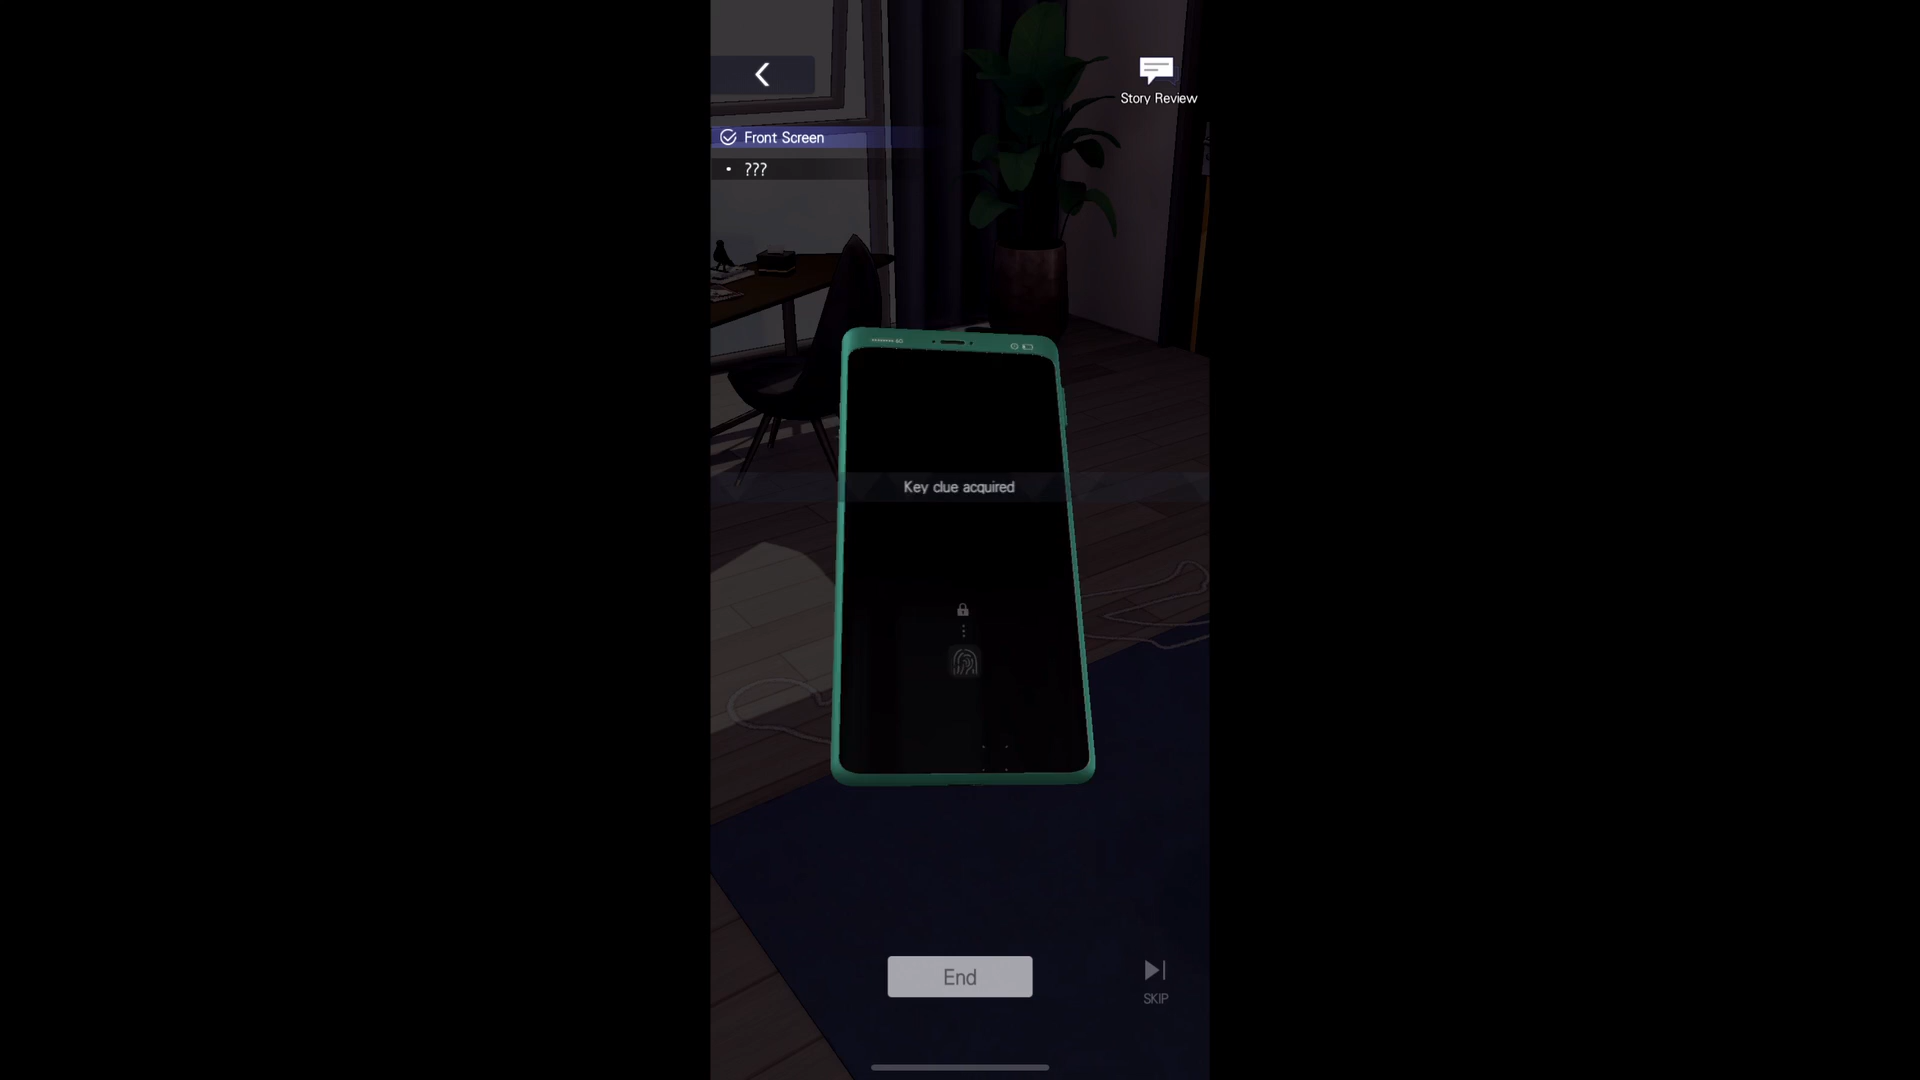 Story Review
Front Screen
???
Key clue acquired
End
SKIP